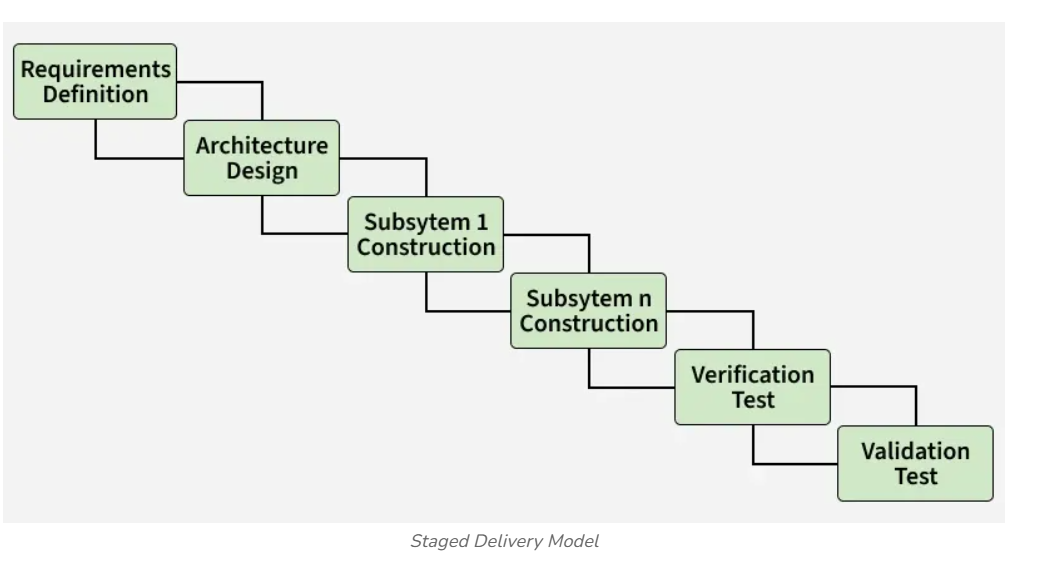 Requirements
Definition
Architecture
Design
Subsytem 1
Construction
Subsytem n
Construction
Verification
Test
Validation
Test
Staged Delivery Model